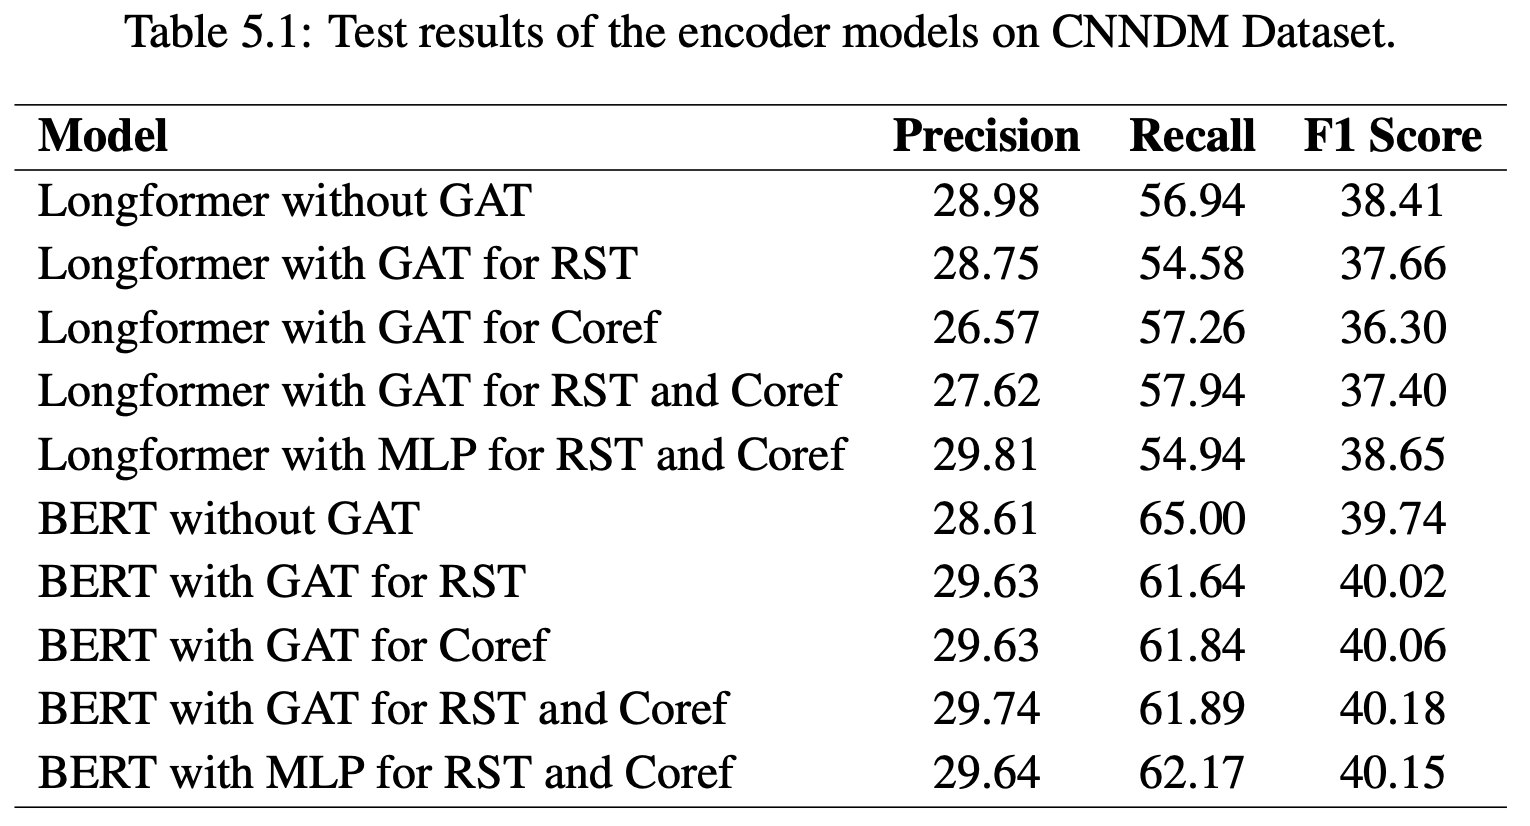 Table 5.1: Test results of the encoder models on CNNDM Dataset.
Model Precision Recall F1 Score
Longformer without GAT 28.98 56.94 38.41
Longformer with GAT for RST 28.75 54.58 37.66
Longformer with GAT for Coref 26.57 57.26 36.30
Longformer with GAT for RST and Coref 27.62 57.94 37.40
Longformer with MLP for RST and Coref 29.81 54.94 38.65
BERT without GAT 28.61 65.00 39.74
BERT with GAT for RST 29.63 61.64 40.02
BERT with GAT for Coref 29.63 61.84 40.06
BERT with GAT for RST and Coref 29.74 61.89 40.18
BERT with MLP for RST and Coref 29.64 62.17 40.15